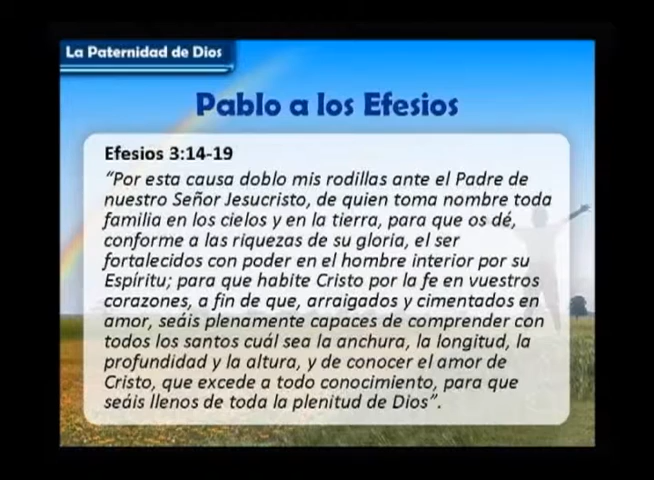 La Paternidad de Dios
Pablo a los Efesios
Efesios 3:14-19
“Por esta causa doblo mis rodillas ante el Padre de
nuestro Señor Jesucristo, de quien toma nombre toda
familia en los cielos y en la tierra, para que os dé,
conforme a las riquezas de su gloria, el ser
fortalecidos con poder en el hombre interior por su
Espíritu; para que habite Cristo por la fe en vuestros
corazones, a fin de que, arraigados y cimentados en
amor, seáis plenamente capaces de comprender con
todos los santos cuál sea la anchura, la longitud, la
profundidad y la altura, y de conocer el amor de
Cristo, que excede a todo conocimiento, para que
seáis llenos de toda la plenitud de Dios”.